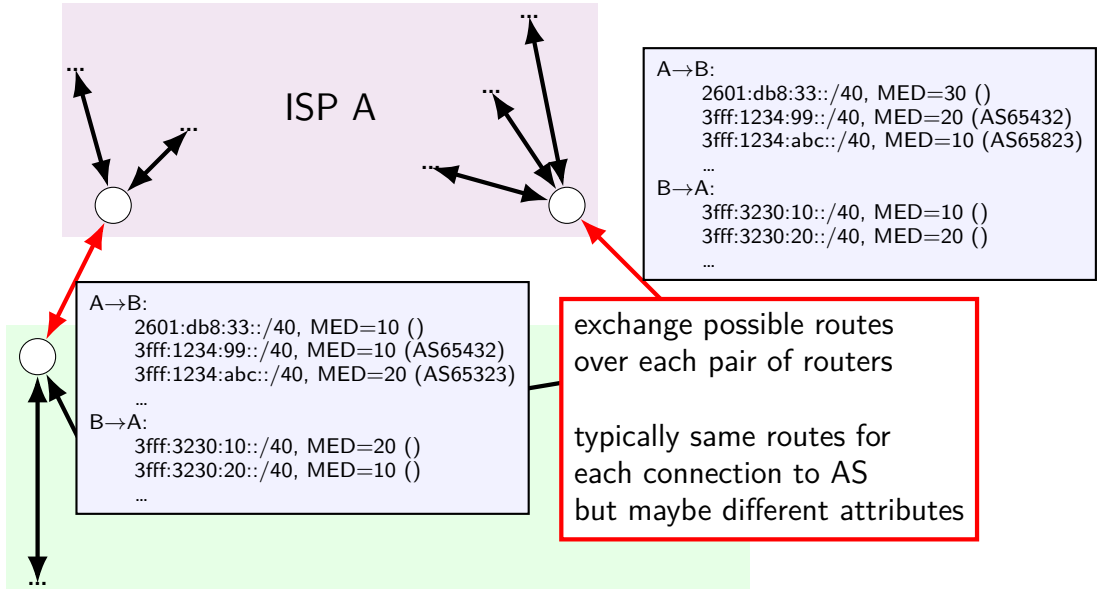 ...
...
ISP A
...
...
...
A→B:
2601:db8:33::/40, MED=30 ()
3fff:1234:99::/40, MED=20 (AS65432)
3fff:1234:abc::/40, MED=10 (AS65823)
...
B→A:
3fff:3230:10::/40, MED=10 ()
3fff:3230:20::/40, MED=20 ()
...
A→B:
2601:db8:33::/40, MED=10 ()
3fff:1234:99::/40, MED=10 (AS65432)
3fff:1234:abc::/40, MED=20 (AS65323)
...
B→A:
3fff:3230:10::/40, MED=20 ()
3fff:3230:20::/40, MED=10 ()
...
exchange possible routes
over each pair of routers
typically same routes for
each connection to AS
but maybe different attributes
...